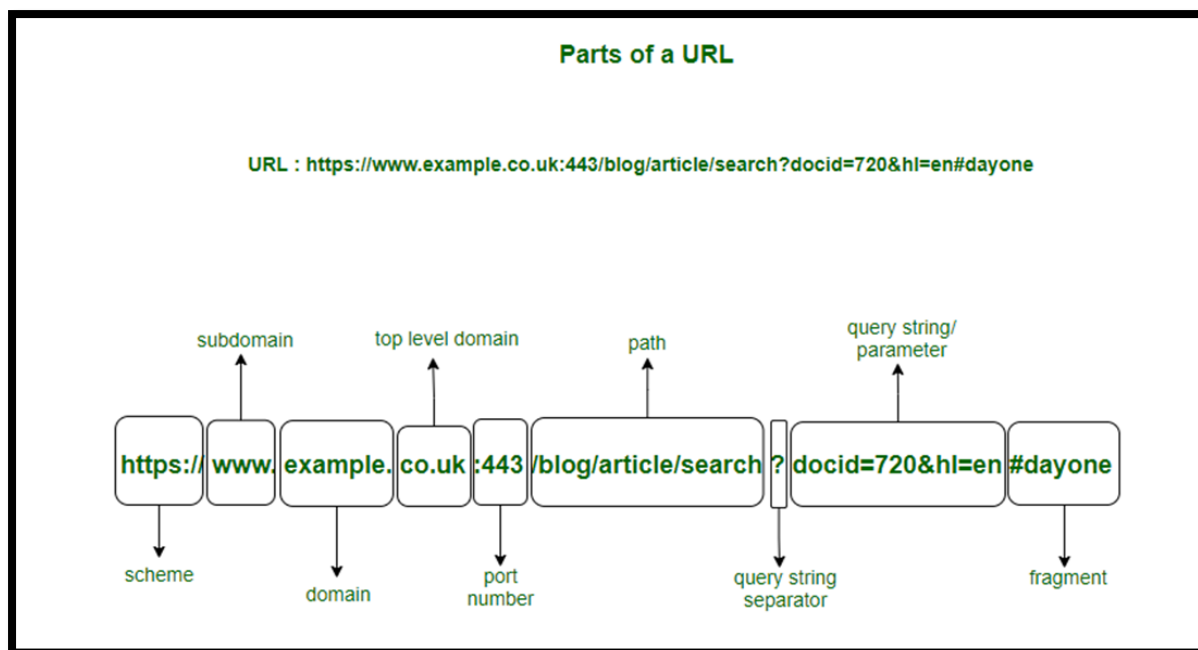 Parts of a URL
URL : https://www.example.co.uk:443/blog/article/search?docid=720&hl=en#dayone
subdomain
top level domain
path
query string/
parameter
https:// www. example. co.uk :443 /blog/article/search ? docid=720&hl=en #dayone
scheme
domain
port
number
query string
separator
fragment